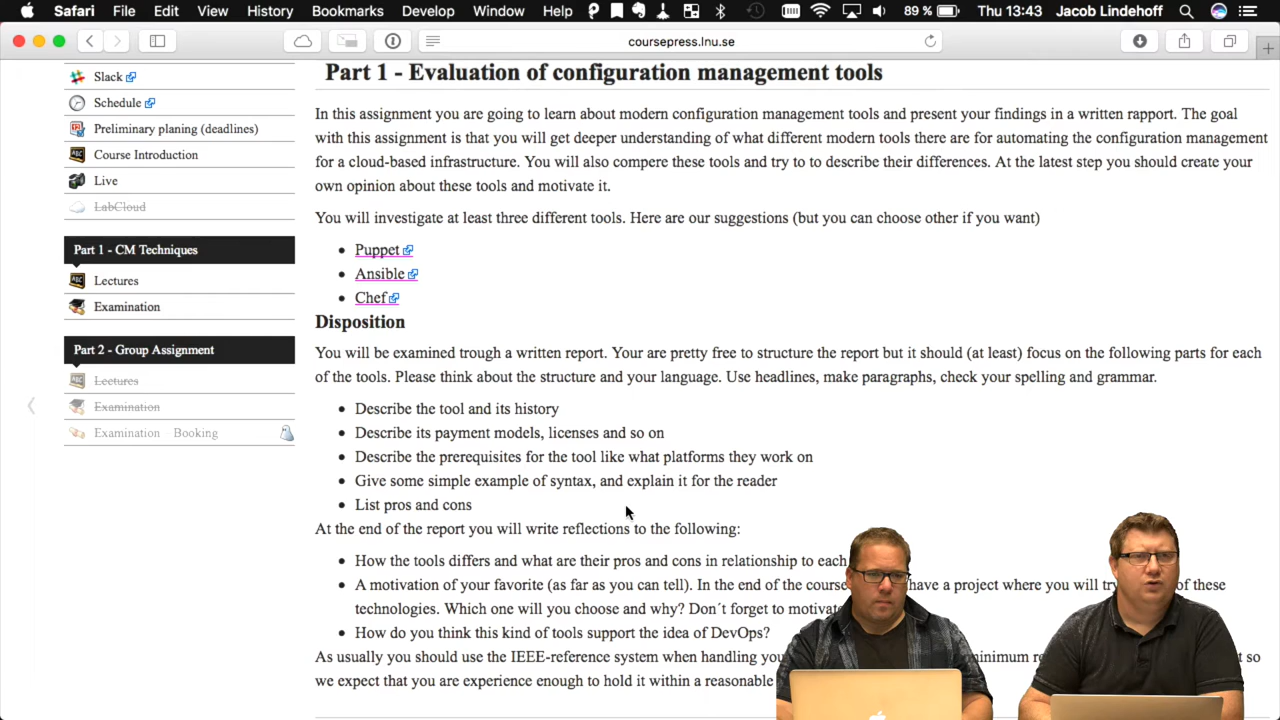 Safari File Edit View History Bookmarks Develop Window Help 89 % Thu 13:43 Jacob Lindehoff
coursepress.lnu.se
Slack
Schedule
Preliminary planing (deadlines)
Course Introduction
Live
LabCloud
Part 1 - CM Techniques
Lectures
Examination
Part 2 - Group Assignment
Lectures
Examination
Examination Booking
Part 1 - Evaluation of configuration management tools
In this assignment you are going to learn about modern configuration management tools and present your findings in a written rapport. The goal
with this assignment is that you will get deeper understanding of what different modern tools there are for automating the configuration management
for a cloud-based infrastructure. You will also compere these tools and try to to describe their differences. At the latest step you should create your
own opinion about these tools and motivate it.
You will investigate at least three different tools. Here are our suggestions (but you can choose other if you want)
Puppet
Ansible
Chef
Disposition
You will be examined trough a written report. Your are pretty free to structure the report but it should (at least) focus on the following parts for each
of the tools. Please think about the structure and your language. Use headlines, make paragraphs, check your spelling and grammar.
Describe the tool and its history
Describe its payment models, licenses and so on
Describe the prerequisites for the tool like what platforms they work on
Give some simple example of syntax, and explain it for the reader
List pros and cons
At the end of the report you will write reflections to the following:
How the tools differs and what are their pros and cons in relationship to each
A motivation of your favorite (as far as you can tell). In the end of the course have a project where you will try of these
technologies. Which one will you choose and why? Don´t forget to motivate
How do you think this kind of tools support the idea of DevOps?
As usually you should use the IEEE-reference system when handling minimum so
we expect that you are experience enough to hold it within a reasonable